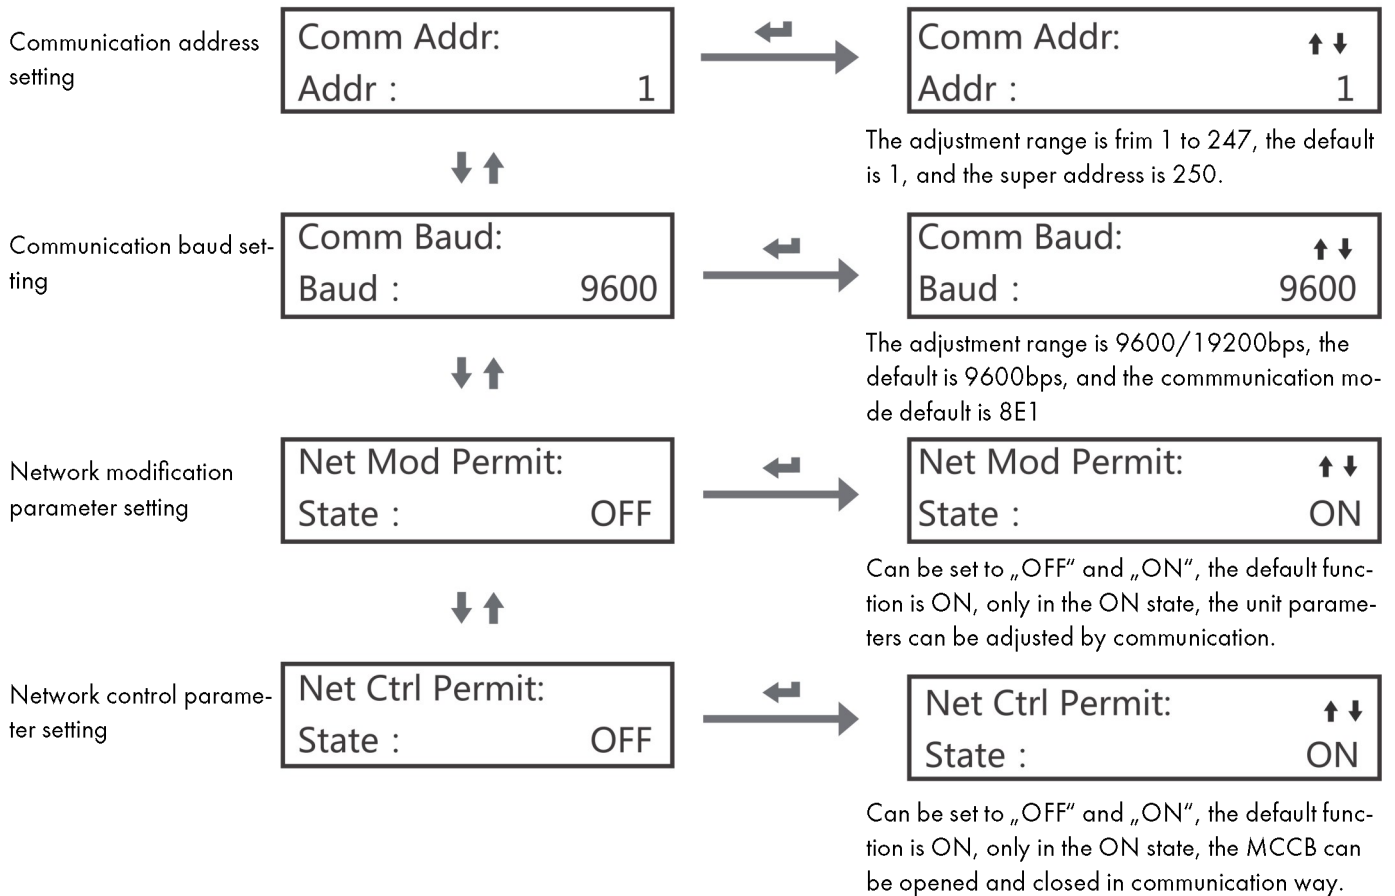 Communication address
setting
Comm Addr:
Addr : 1
Comm Addr:
Addr : 1
The adjustment range is frim 1 to 247, the default
is 1, and the super address is 250.
Communication baud set-
ting
Comm Baud:
Baud : 9600
Comm Baud:
Baud : 9600
The adjustment range is 9600/19200bps, the
default is 9600bps, and the commmunication mo-
de default is 8E1
Network modification
parameter setting
Net Mod Permit:
State : OFF
Net Mod Permit:
State : ON
Can be set to „OFF“ and „ON“, the default func-
tion is ON, only in the ON state, the unit parame-
ters can be adjusted by communication.
Network control parame-
ter setting
Net Ctrl Permit:
State : OFF
Net Ctrl Permit:
State : ON
Can be set to „OFF“ and „ON“, the default func-
tion is ON, only in the ON state, the MCCB can
be opened and closed in communication way.